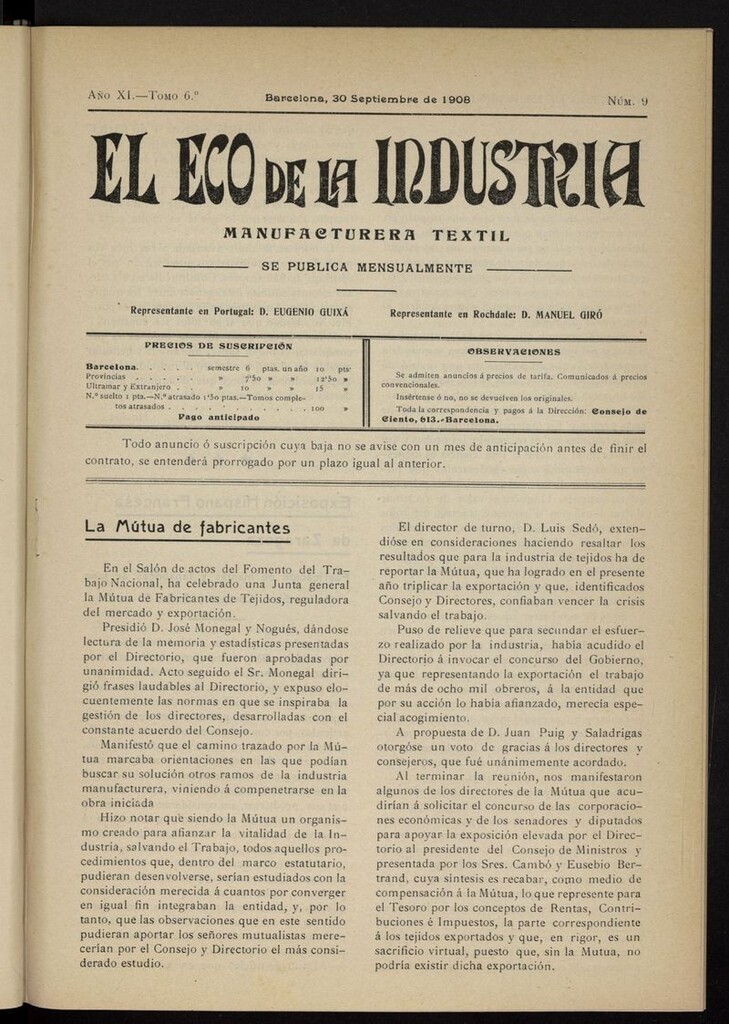 Año XI.—Tomo 6.º
Barcelona, 30 Septiembre de 1908
Núm. 9
EL ECO DE LA INDUSTRIA
MANUFACTURERA TEXTIL
SE PUBLICA MENSUALMENTE
Representante en Portugal: D. EUGENIO GUIXÁ
Representante en Rochdale: D. MANUEL GIRÓ
PRECIOS DE SUSCRIPCIÓN
Barcelona. . . . . semestre 6 ptas. un año 10 pts
Provincias . . . . . » 7'50 » » 12'50 »
Ultramar y Extranjero . . » 10 » » 15 »
N.º suelto 1 pta.—N.º atrasado 1'50 ptas.—Tomos comple-
tos atrasados . . . . . . . . . . 100 »
Pago anticipado
OBSERVACIONES
Se admiten anuncios á precios de tarifa. Comunicados á precios
convencionales.
Insértense ó no, no se devuelven los originales.
Toda la correspondencia y pagos á la Dirección: Consejo de
Ciento, 613.-Barcelona.
Todo anuncio ó suscripción cuya baja no se avise con un mes de anticipación antes de finir el
contrato, se entenderá prorrogado por un plazo igual al anterior.
La Mútua de fabricantes
En el Salón de actos del Fomento del Tra-
bajo Nacional, ha celebrado una Junta general
la Mútua de Fabricantes de Tejidos, reguladora
del mercado y exportación.
Presidió D. José Monegal y Nogués, dándose
lectura de la memoria y estadísticas presentadas
por el Directorio, que fueron aprobadas por
unanimidad. Acto seguido el Sr. Monegal diri-
gió frases laudables al Directorio, y expuso elo-
cuentemente las normas en que se inspiraba la
gestión de los directores, desarrolladas con el
constante acuerdo del Consejo.
Manifestó que el camino trazado por la Mú-
tua marcaba orientaciones en las que podían
buscar su solución otros ramos de la industria
manufacturera, viniendo á compenetrarse en la
obra iniciada
Hizo notar que siendo la Mútua un organis-
mo creado para afianzar la vitalidad de la In-
dustria, salvando el Trabajo, todos aquellos pro-
cedimientos que, dentro del marco estatutario,
pudieran desenvolverse, serían estudiados con la
consideración merecida á cuantos por converger
en igual fin integraban la entidad, y, por lo
tanto, que las observaciones que en este sentido
pudieran aportar los señores mutualistas mere-
cerían por el Consejo y Directorio el más consi-
derado estudio.
El director de turno, D. Luis Sedó, exten-
dióse en consideraciones haciendo resaltar los
resultados que para la industria de tejidos ha de
reportar la Mútua, que ha logrado en el presente
año triplicar la exportación y que, identificados
Consejo y Directores, confiaban vencer la crisis
salvando el trabajo.
Puso de relieve que para secundar el esfuer-
zo realizado por la industria, había acudido el
Directorio á invocar el concurso del Gobierno,
ya que representando la exportación el trabajo
de más de ocho mil obreros, á la entidad que
por su acción lo había afianzado, merecía espe-
cial acogimiento.
A propuesta de D. Juan Puig y Saladrigas
otorgóse un voto de gracias á los directores y
consejeros, que fué unánimemente acordado.
Al terminar la reunión, nos manifestaron
algunos de los directores de la Mútua que acu-
dirían á solicitar el concurso de las corporacio-
nes económicas y de los senadores y diputados
para apoyar la exposición elevada por el Direc-
torio al presidente del Consejo de Ministros y
presentada por los Sres. Cambó y Eusebio Ber-
trand, cuya síntesis es recabar, como medio de
compensación á la Mútua, lo que represente para
el Tesoro por los conceptos de Rentas, Contri-
buciones é Impuestos, la parte correspondiente
á los tejidos exportados y que, en rigor, es un
sacrificio virtual, puesto que, sin la Mutua, no
podría existir dicha exportación.